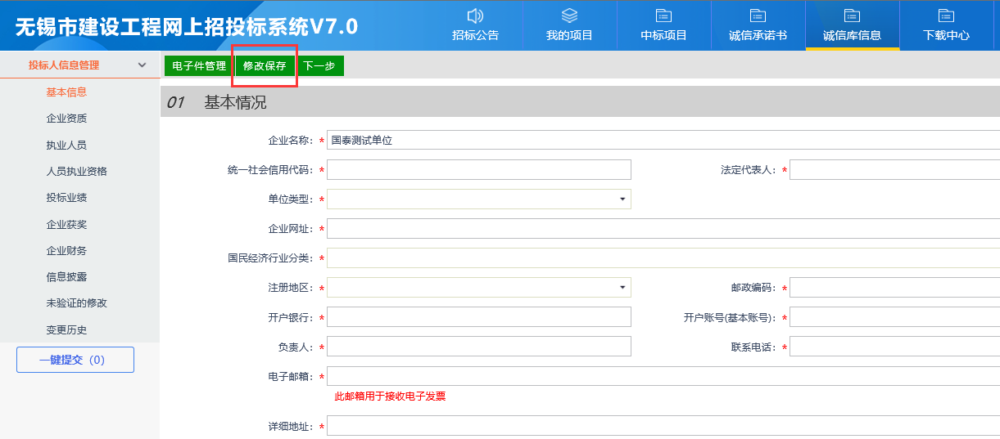 无锡市建设工程网上招投标系统V7.0
招标公告 我的项目 中标项目 诚信承诺书 诚信库信息 下载中心
投标人信息管理
基本信息
企业资质
执业人员
人员执业资格
投标业绩
企业获奖
企业财务
信息披露
未验证的修改
变更历史
一键提交（0）
电子件管理 修改保存 下一步
01 基本情况
企业名称：* 国泰测试单位
统一社会信用代码：* 法定代表人：*
单位类型：*
企业网址：*
国民经济行业分类：*
注册地区：* 邮政编码：*
开户银行：* 开户账号(基本账号)：*
负责人：* 联系电话：*
电子邮箱：*
此邮箱用于接收电子发票
详细地址：*